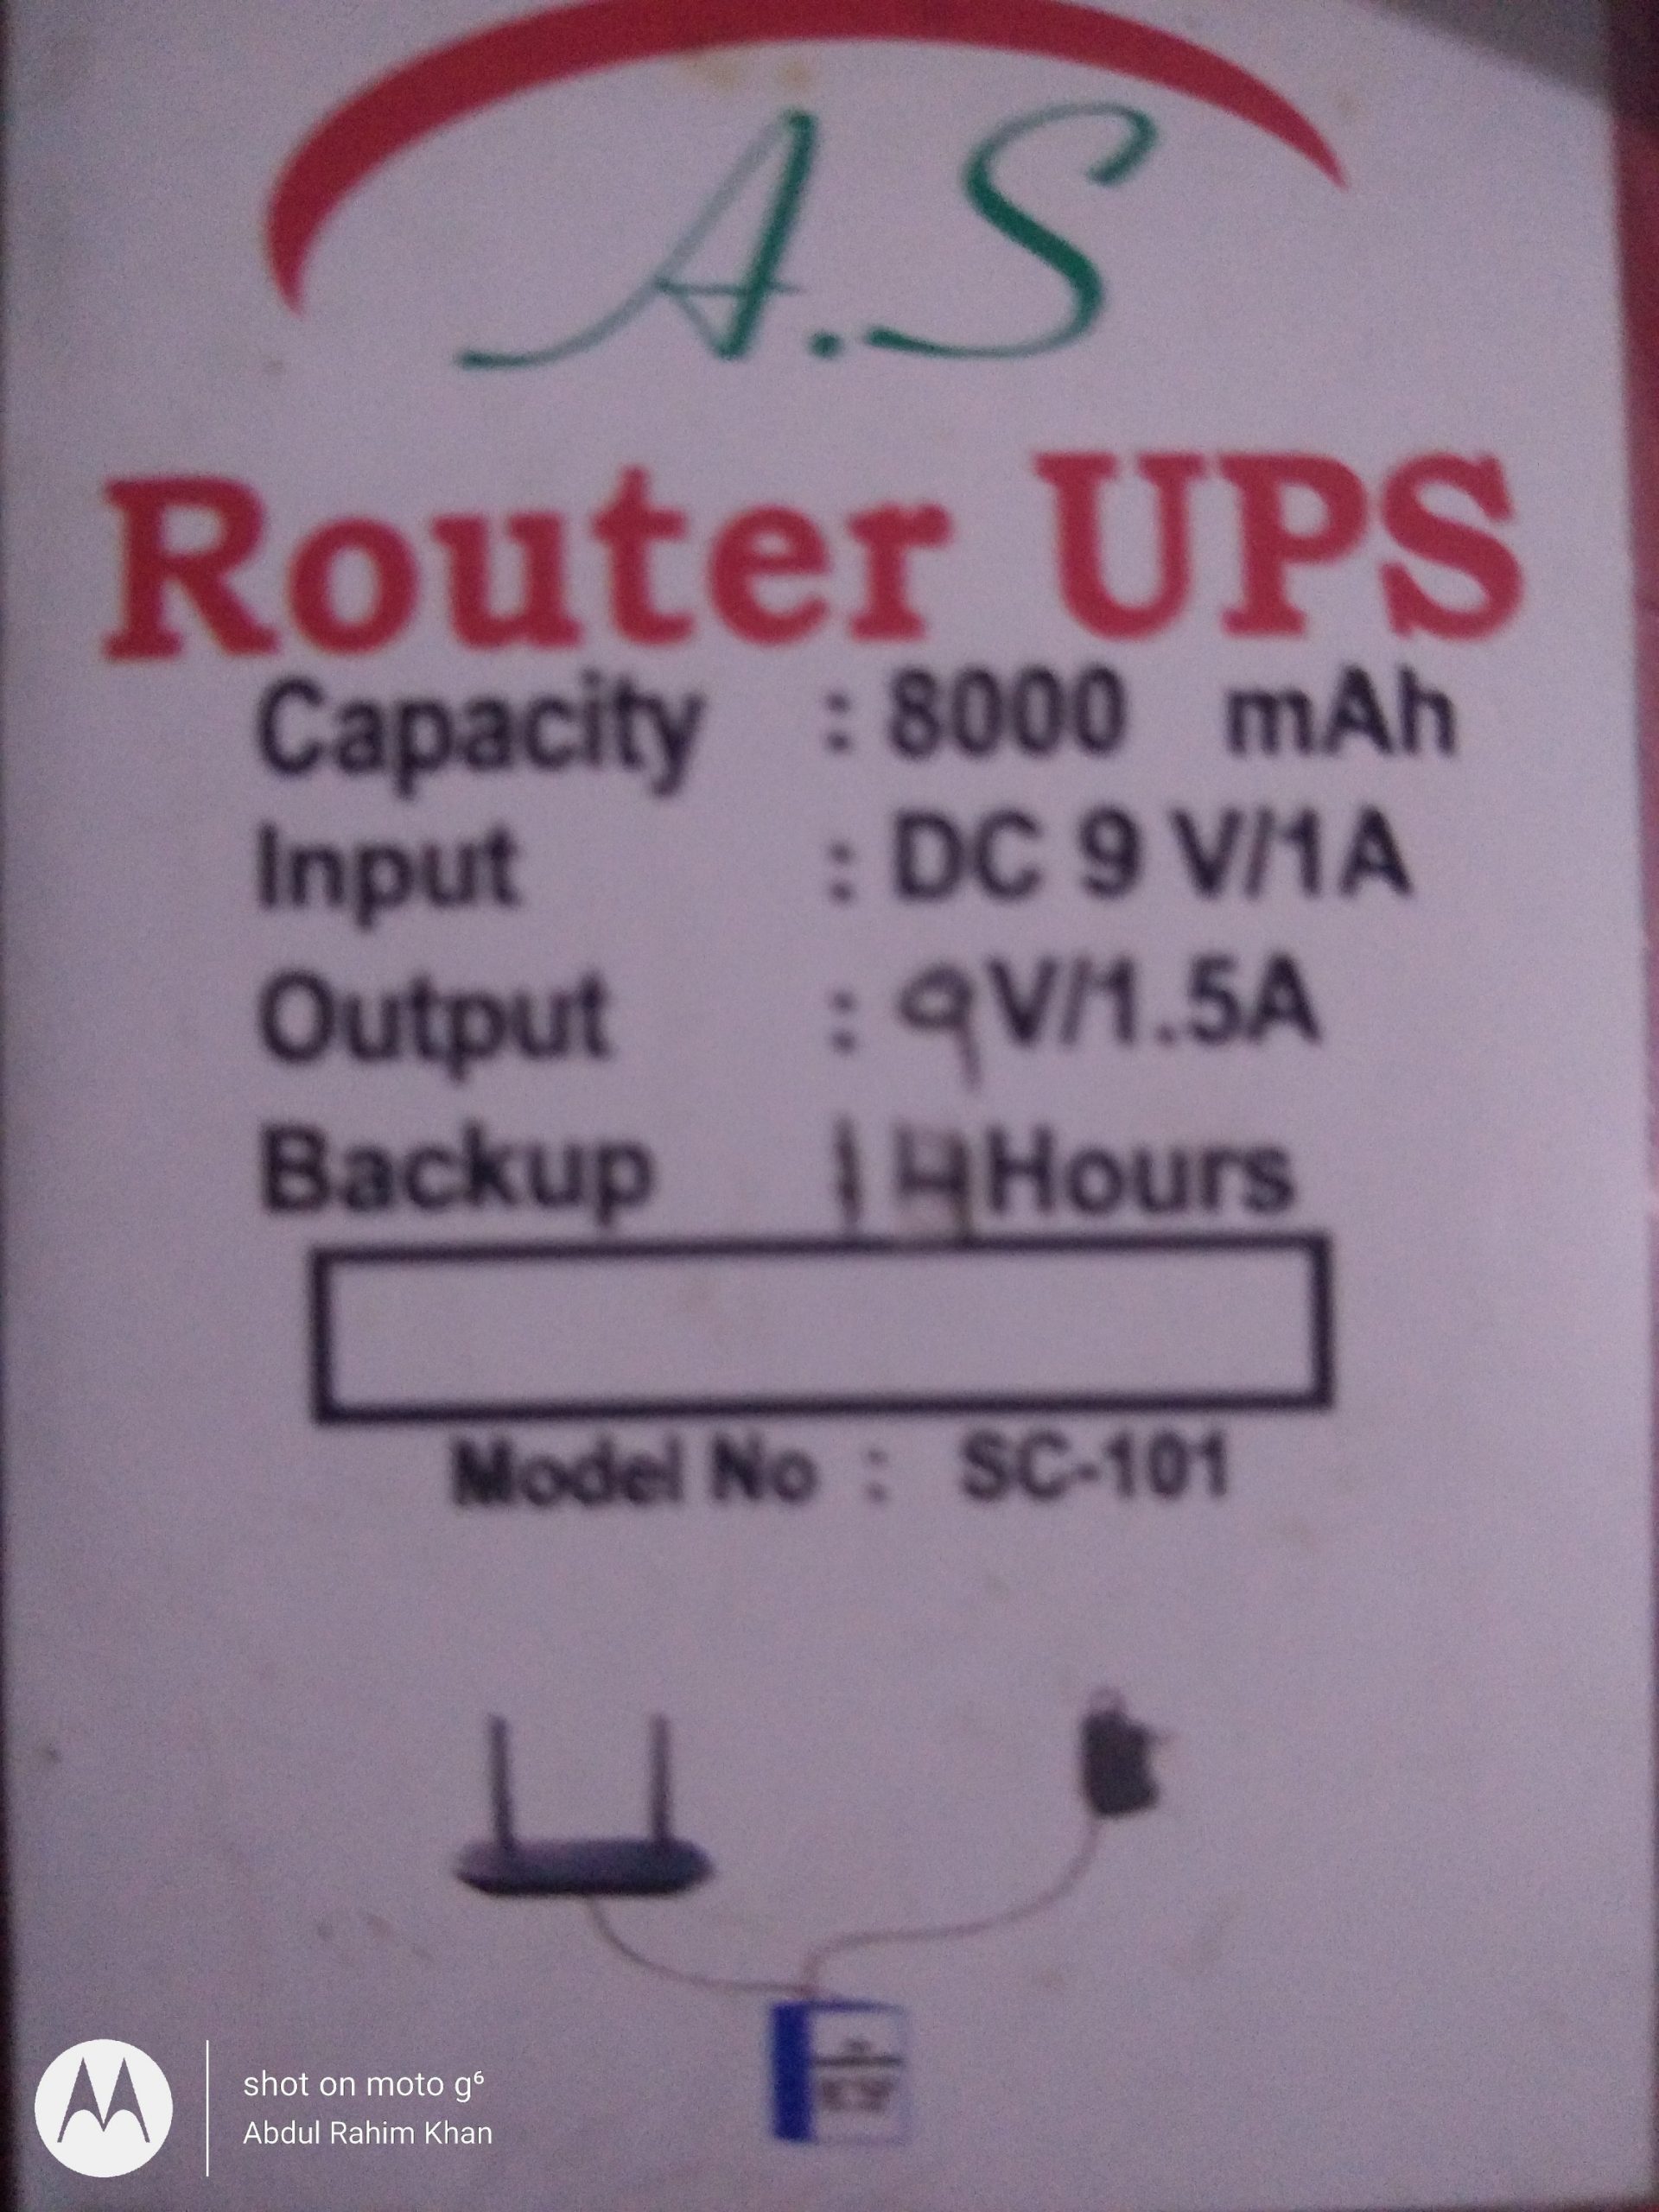 A.S
Router UPS
Capacity : 8000 mAh
Input : DC 9 V/1A
Output : 9V/1.5A
Backup Hours
Model No : SC-101
shot on moto g⁶
Abdul Rahim Khan